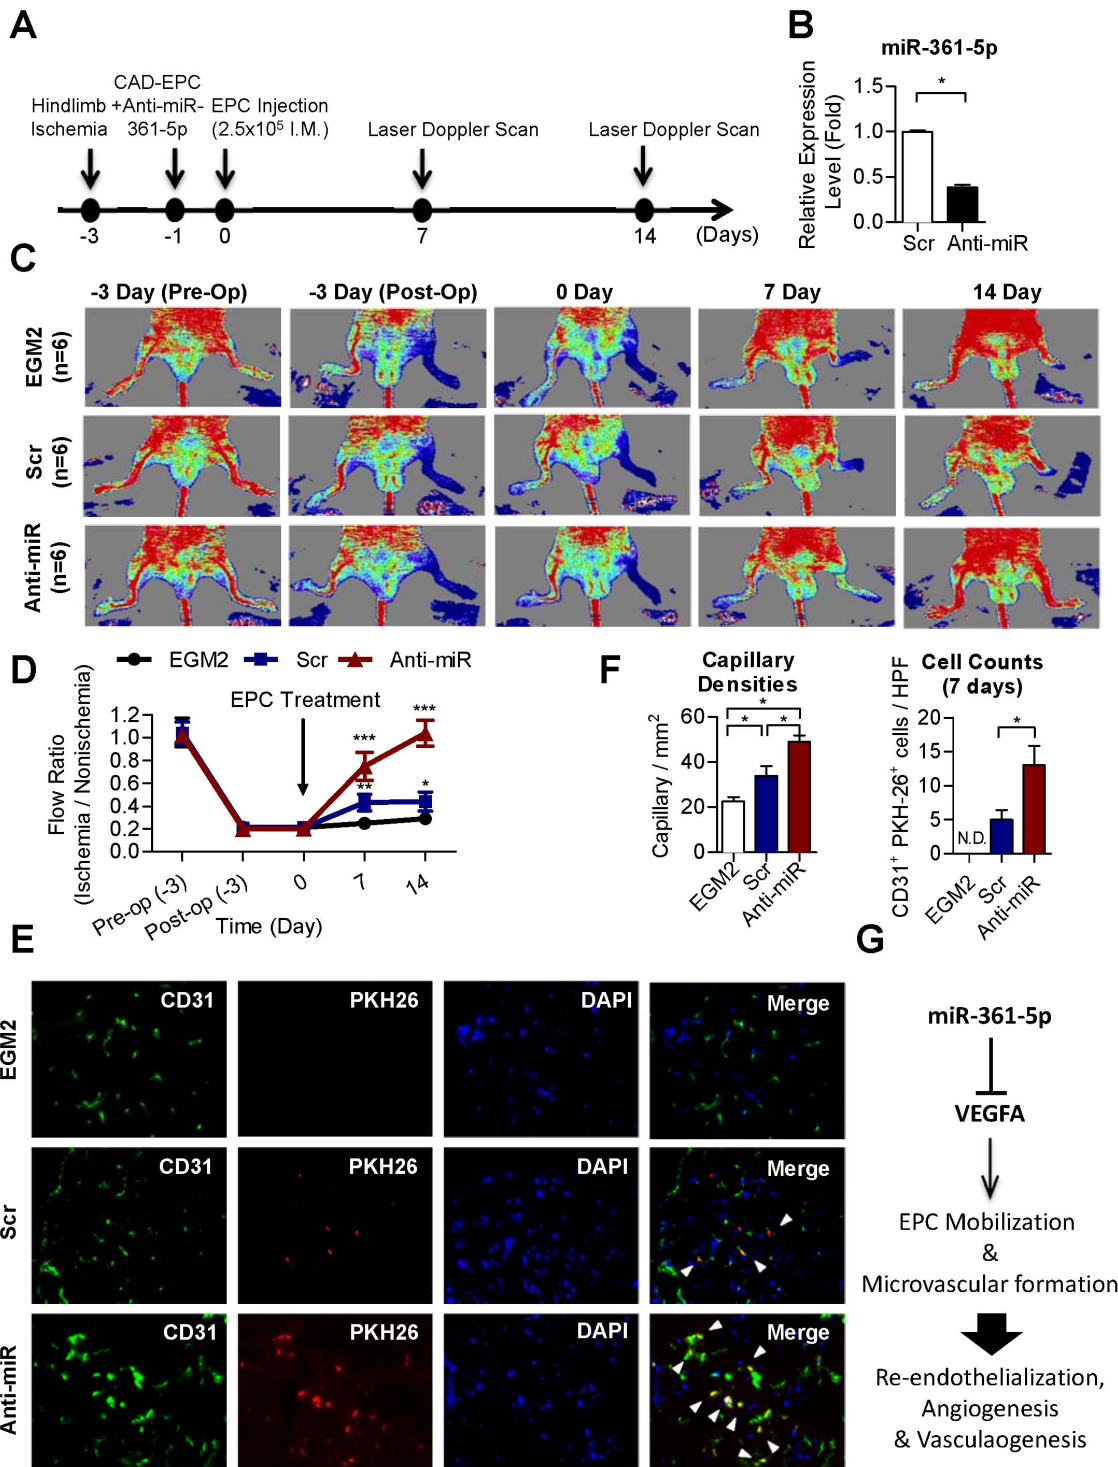 A
Hindlimb
Ischemia
CAD-EPC
+Anti-miR-
361-5p
EPC Injection
(2.5x10⁵ I.M.)
Laser Doppler Scan
Laser Doppler Scan
-3
-1
0
7
14
(Days)
B
miR-361-5p
Relative Expression
Level (Fold)
1.5
1.0
0.5
0.0
*
Scr
Anti-miR
C
-3 Day (Pre-Op)
-3 Day (Post-Op)
0 Day
7 Day
14 Day
EGM2
(n=6)
Scr
(n=6)
Anti-miR
(n=6)
D
EGM2
Scr
Anti-miR
EPC Treatment
Flow Ratio
(Ischemia / Nonischemia)
1.2
1.0
0.8
0.6
0.4
0.2
0.0
***
**
***
*
Pre-op (-3)
Post-op (-3)
0
7
14
Time (Day)
F
Capillary
Densities
Capillary / mm²
60
40
20
0
*
*
*
EGM2
Scr
Anti-miR
Cell Counts
(7 days)
CD31⁺ PKH-26⁺ cells / HPF
20
15
10
5
0
N.D.
*
EGM2
Scr
Anti-miR
E
EGM2
CD31
PKH26
DAPI
Merge
Scr
CD31
PKH26
DAPI
Merge
Anti-miR
CD31
PKH26
DAPI
Merge
G
miR-361-5p
VEGFA
EPC Mobilization
&
Microvascular formation
Re-endothelialization,
Angiogenesis
& Vasculaogenesis